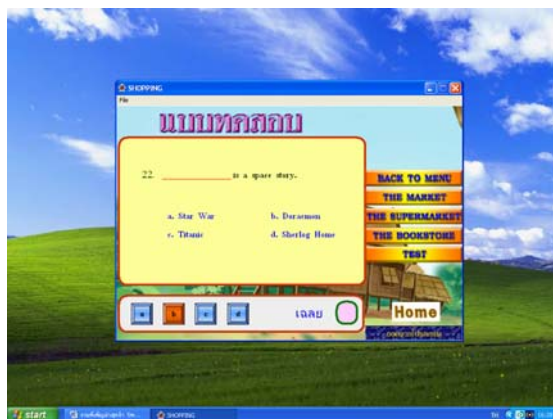 SHOPPING
File
แบบทดสอบ
22. ____________ is a space story.
a. Star War
b. Doraemon
c. Titanic
d. Sherlog Home
BACK TO MENU
THE MARKET
THE SUPERMARKET
THE BOOKSTORE
TEST
a
b
c
d
เฉลย
Home
start
SHOPPING
TH